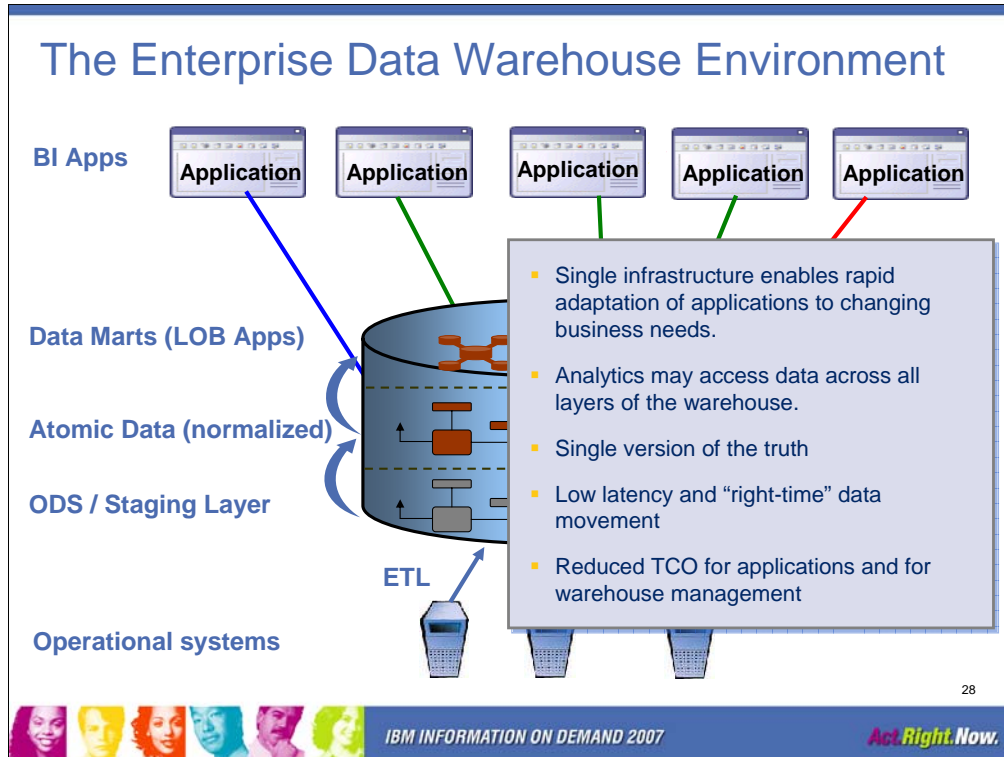 The Enterprise Data Warehouse Environment
BI Apps
Application
Application
Application
Application
Application
Data Marts (LOB Apps)
Atomic Data (normalized)
ODS / Staging Layer
ETL
Operational systems
Single infrastructure enables rapid
adaptation of applications to changing
business needs.
Analytics may access data across all
layers of the warehouse.
Single version of the truth
Low latency and “right-time” data
movement
Reduced TCO for applications and for
warehouse management
28
IBM INFORMATION ON DEMAND 2007
Act.Right.Now.